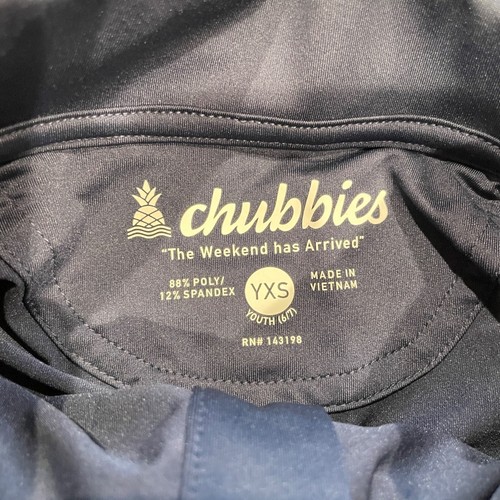 chubbies
"The Weekend has Arrived"
88% POLY/
12% SPANDEX
YXS
YOUTH (6/7)
MADE IN
VIETNAM
RN# 143198